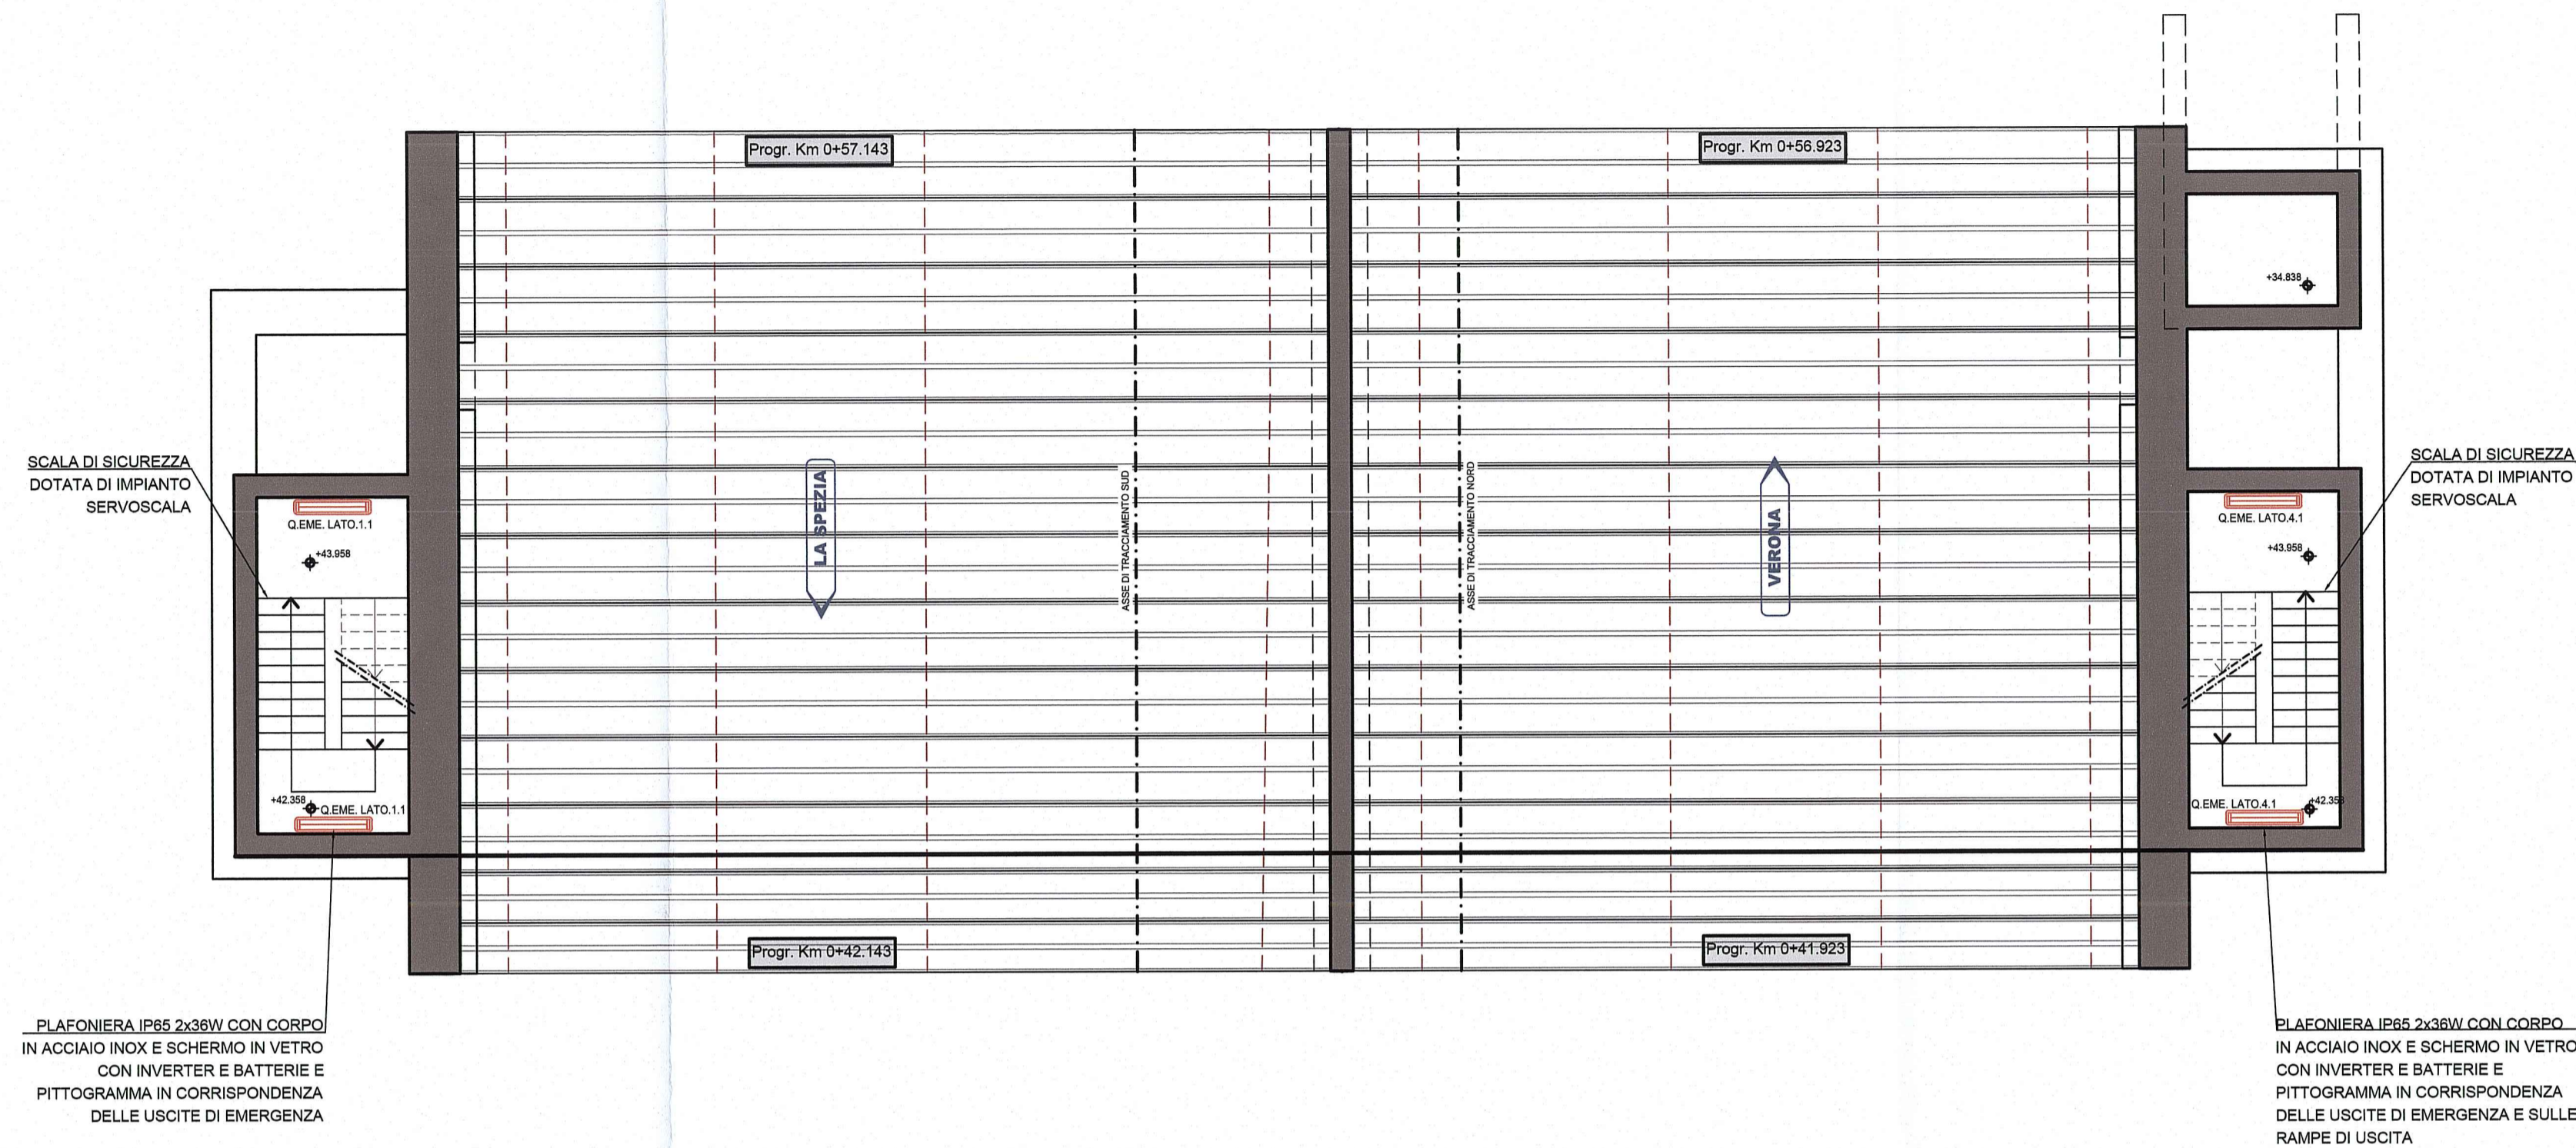 Progr. Km 0+57.143
Progr. Km 0+56.923
+34.838
SCALA DI SICUREZZA
DOTATA DI IMPIANTO
SERVOSCALA
Q.EME. LATO.1.1
+43.958
LA SPEZIA
ASSE DI TRACCIAMENTO SUD
ASSE DI TRACCIAMENTO NORD
VERONA
Q.EME. LATO.4.1
+43.958
SCALA DI SICUREZZA
DOTATA DI IMPIANTO
SERVOSCALA
+42.358
Q.EME. LATO.1.1
Q.EME. LATO.4.1
+42.358
Progr. Km 0+42.143
Progr. Km 0+41.923
PLAFONIERA IP65 2x36W CON CORPO
IN ACCIAIO INOX E SCHERMO IN VETRO
CON INVERTER E BATTERIE E
PITTOGRAMMA IN CORRISPONDENZA
DELLE USCITE DI EMERGENZA
PLAFONIERA IP65 2x36W CON CORPO
IN ACCIAIO INOX E SCHERMO IN VETRO
CON INVERTER E BATTERIE E
PITTOGRAMMA IN CORRISPONDENZA
DELLE USCITE DI EMERGENZA E SULLE
RAMPE DI USCITA